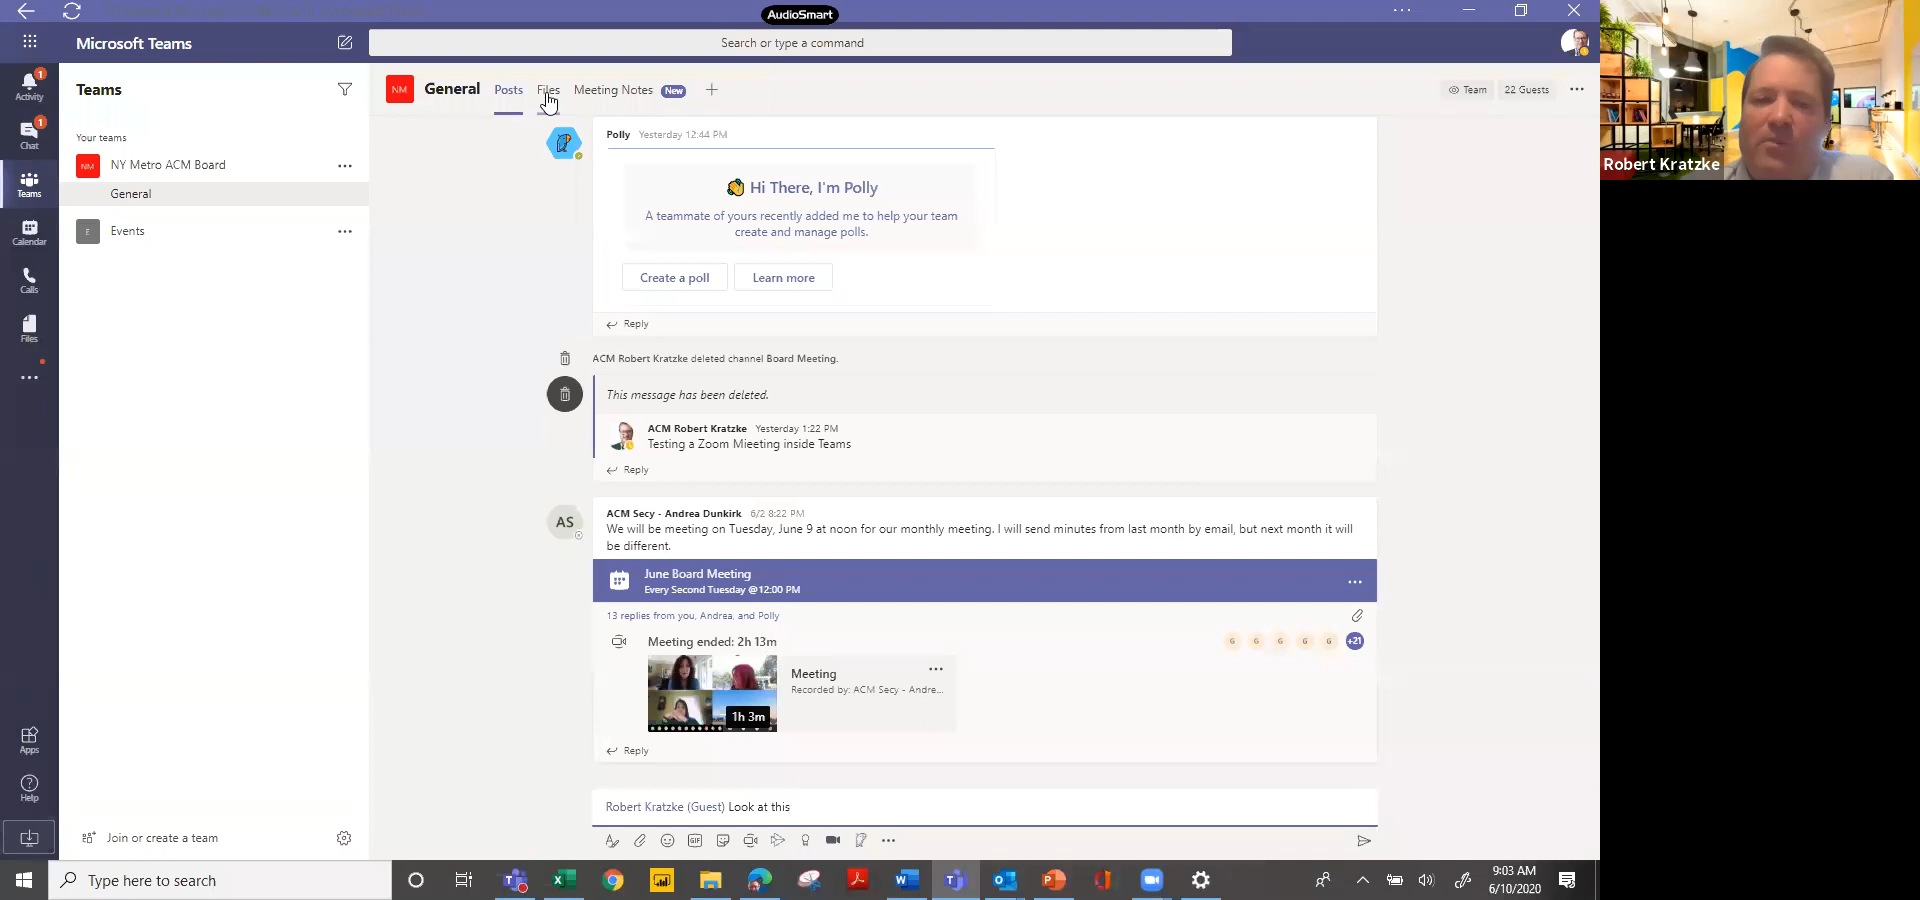 AudioSmart
Microsoft Teams
Search or type a command
Activity
1
Chat
1
Teams
Calendar
Calls
Files
Apps
Help
Teams
Your teams
NM
NY Metro ACM Board
General
E
Events
Join or create a team
NM
General
Posts
Files
Meeting Notes
New
Team
22 Guests
Polly Yesterday 12:44 PM
Hi There, I'm Polly
A teammate of yours recently added me to help your team
create and manage polls.
Create a poll
Learn more
Reply
ACM Robert Kratzke deleted channel Board Meeting.
This message has been deleted.
ACM Robert Kratzke Yesterday 1:22 PM
Testing a Zoom Mieeting inside Teams
Reply
AS
ACM Secy - Andrea Dunkirk 6/2 8:22 PM
We will be meeting on Tuesday, June 9 at noon for our monthly meeting. I will send minutes from last month by email, but next month it will
be different.
June Board Meeting
Every Second Tuesday @12:00 PM
13 replies from you, Andrea, and Polly
Meeting ended: 2h 13m
G G G G G +21
1h 3m
Meeting
Recorded by: ACM Secy - Andre...
Reply
Robert Kratzke (Guest) Look at this
GIF
Type here to search
9:03 AM
6/10/2020
Robert Kratzke